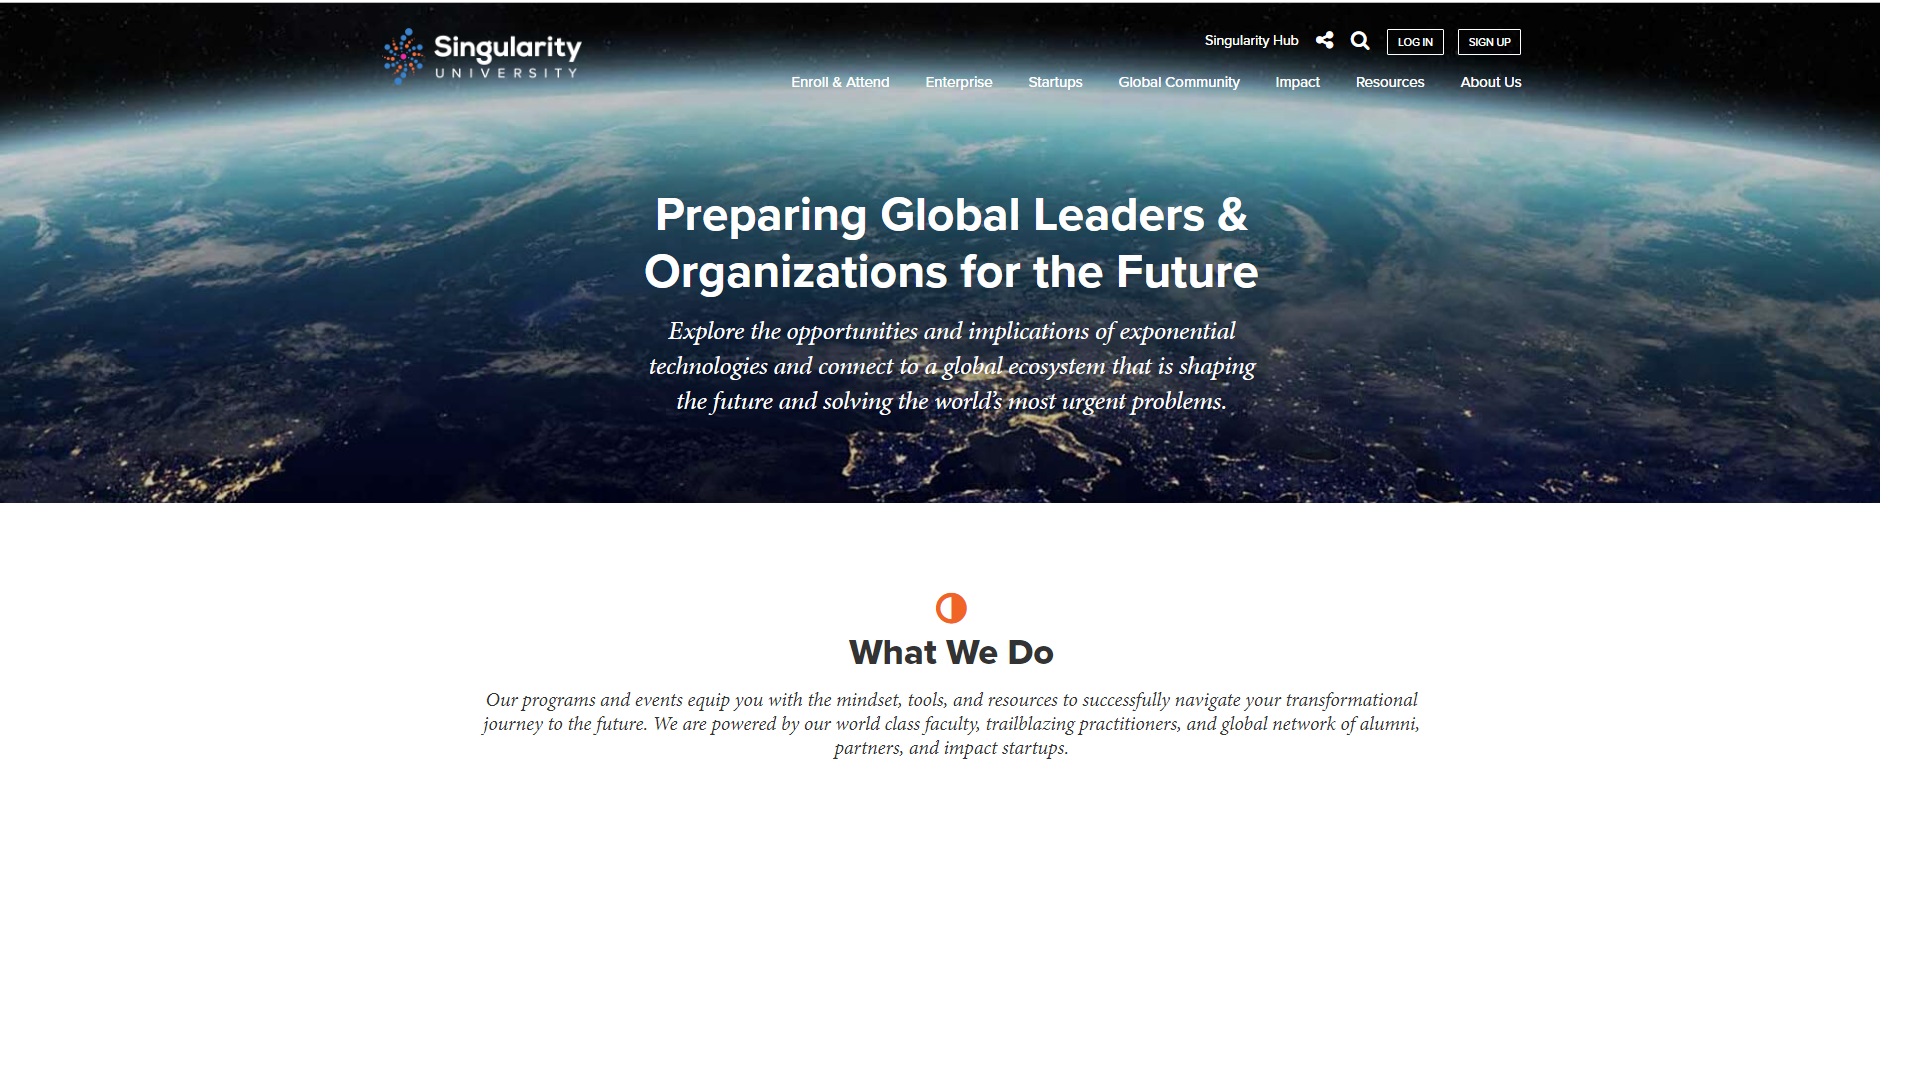 Singularity
UNIVERSITY
Singularity Hub
LOG IN
SIGN UP
Enroll & Attend
Enterprise
Startups
Global Community
Impact
Resources
About Us
Preparing Global Leaders &
Organizations for the Future
Explore the opportunities and implications of exponential
technologies and connect to a global ecosystem that is shaping
the future and solving the world’s most urgent problems.
What We Do
Our programs and events equip you with the mindset, tools, and resources to successfully navigate your transformational
journey to the future. We are powered by our world class faculty, trailblazing practitioners, and global network of alumni,
partners, and impact startups.